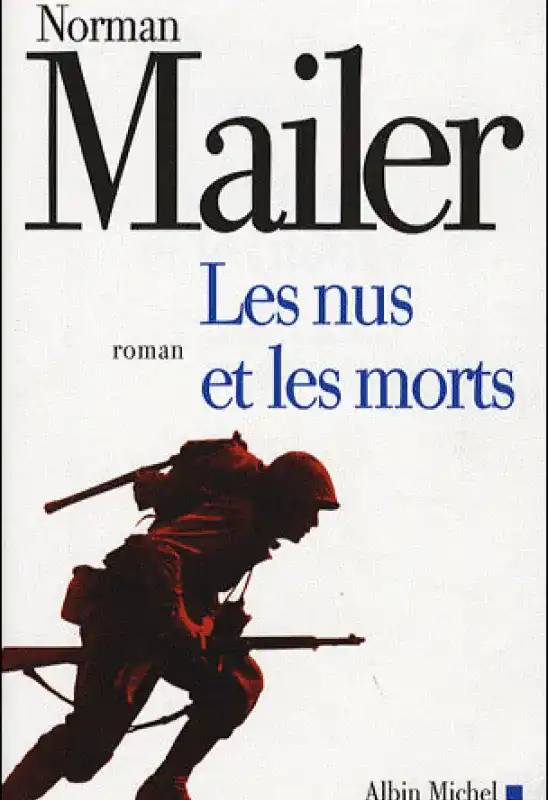 Norman
Mailer
Les nus
roman
et les morts
Albin Michel